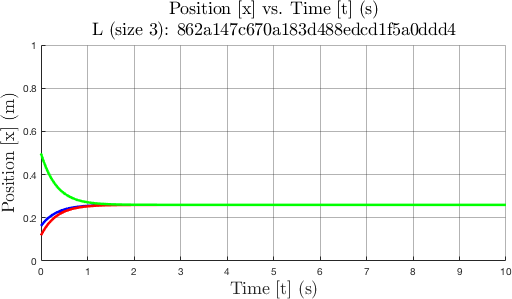 Position [x] vs. Time [t] (s)
L (size 3): 862a147c670a183d488edcd1f5a0ddd4
Position [x] (m)
1
0.8
0.6
0.4
0.2
0
0 1 2 3 4 5 6 7 8 9 10
Time [t] (s)